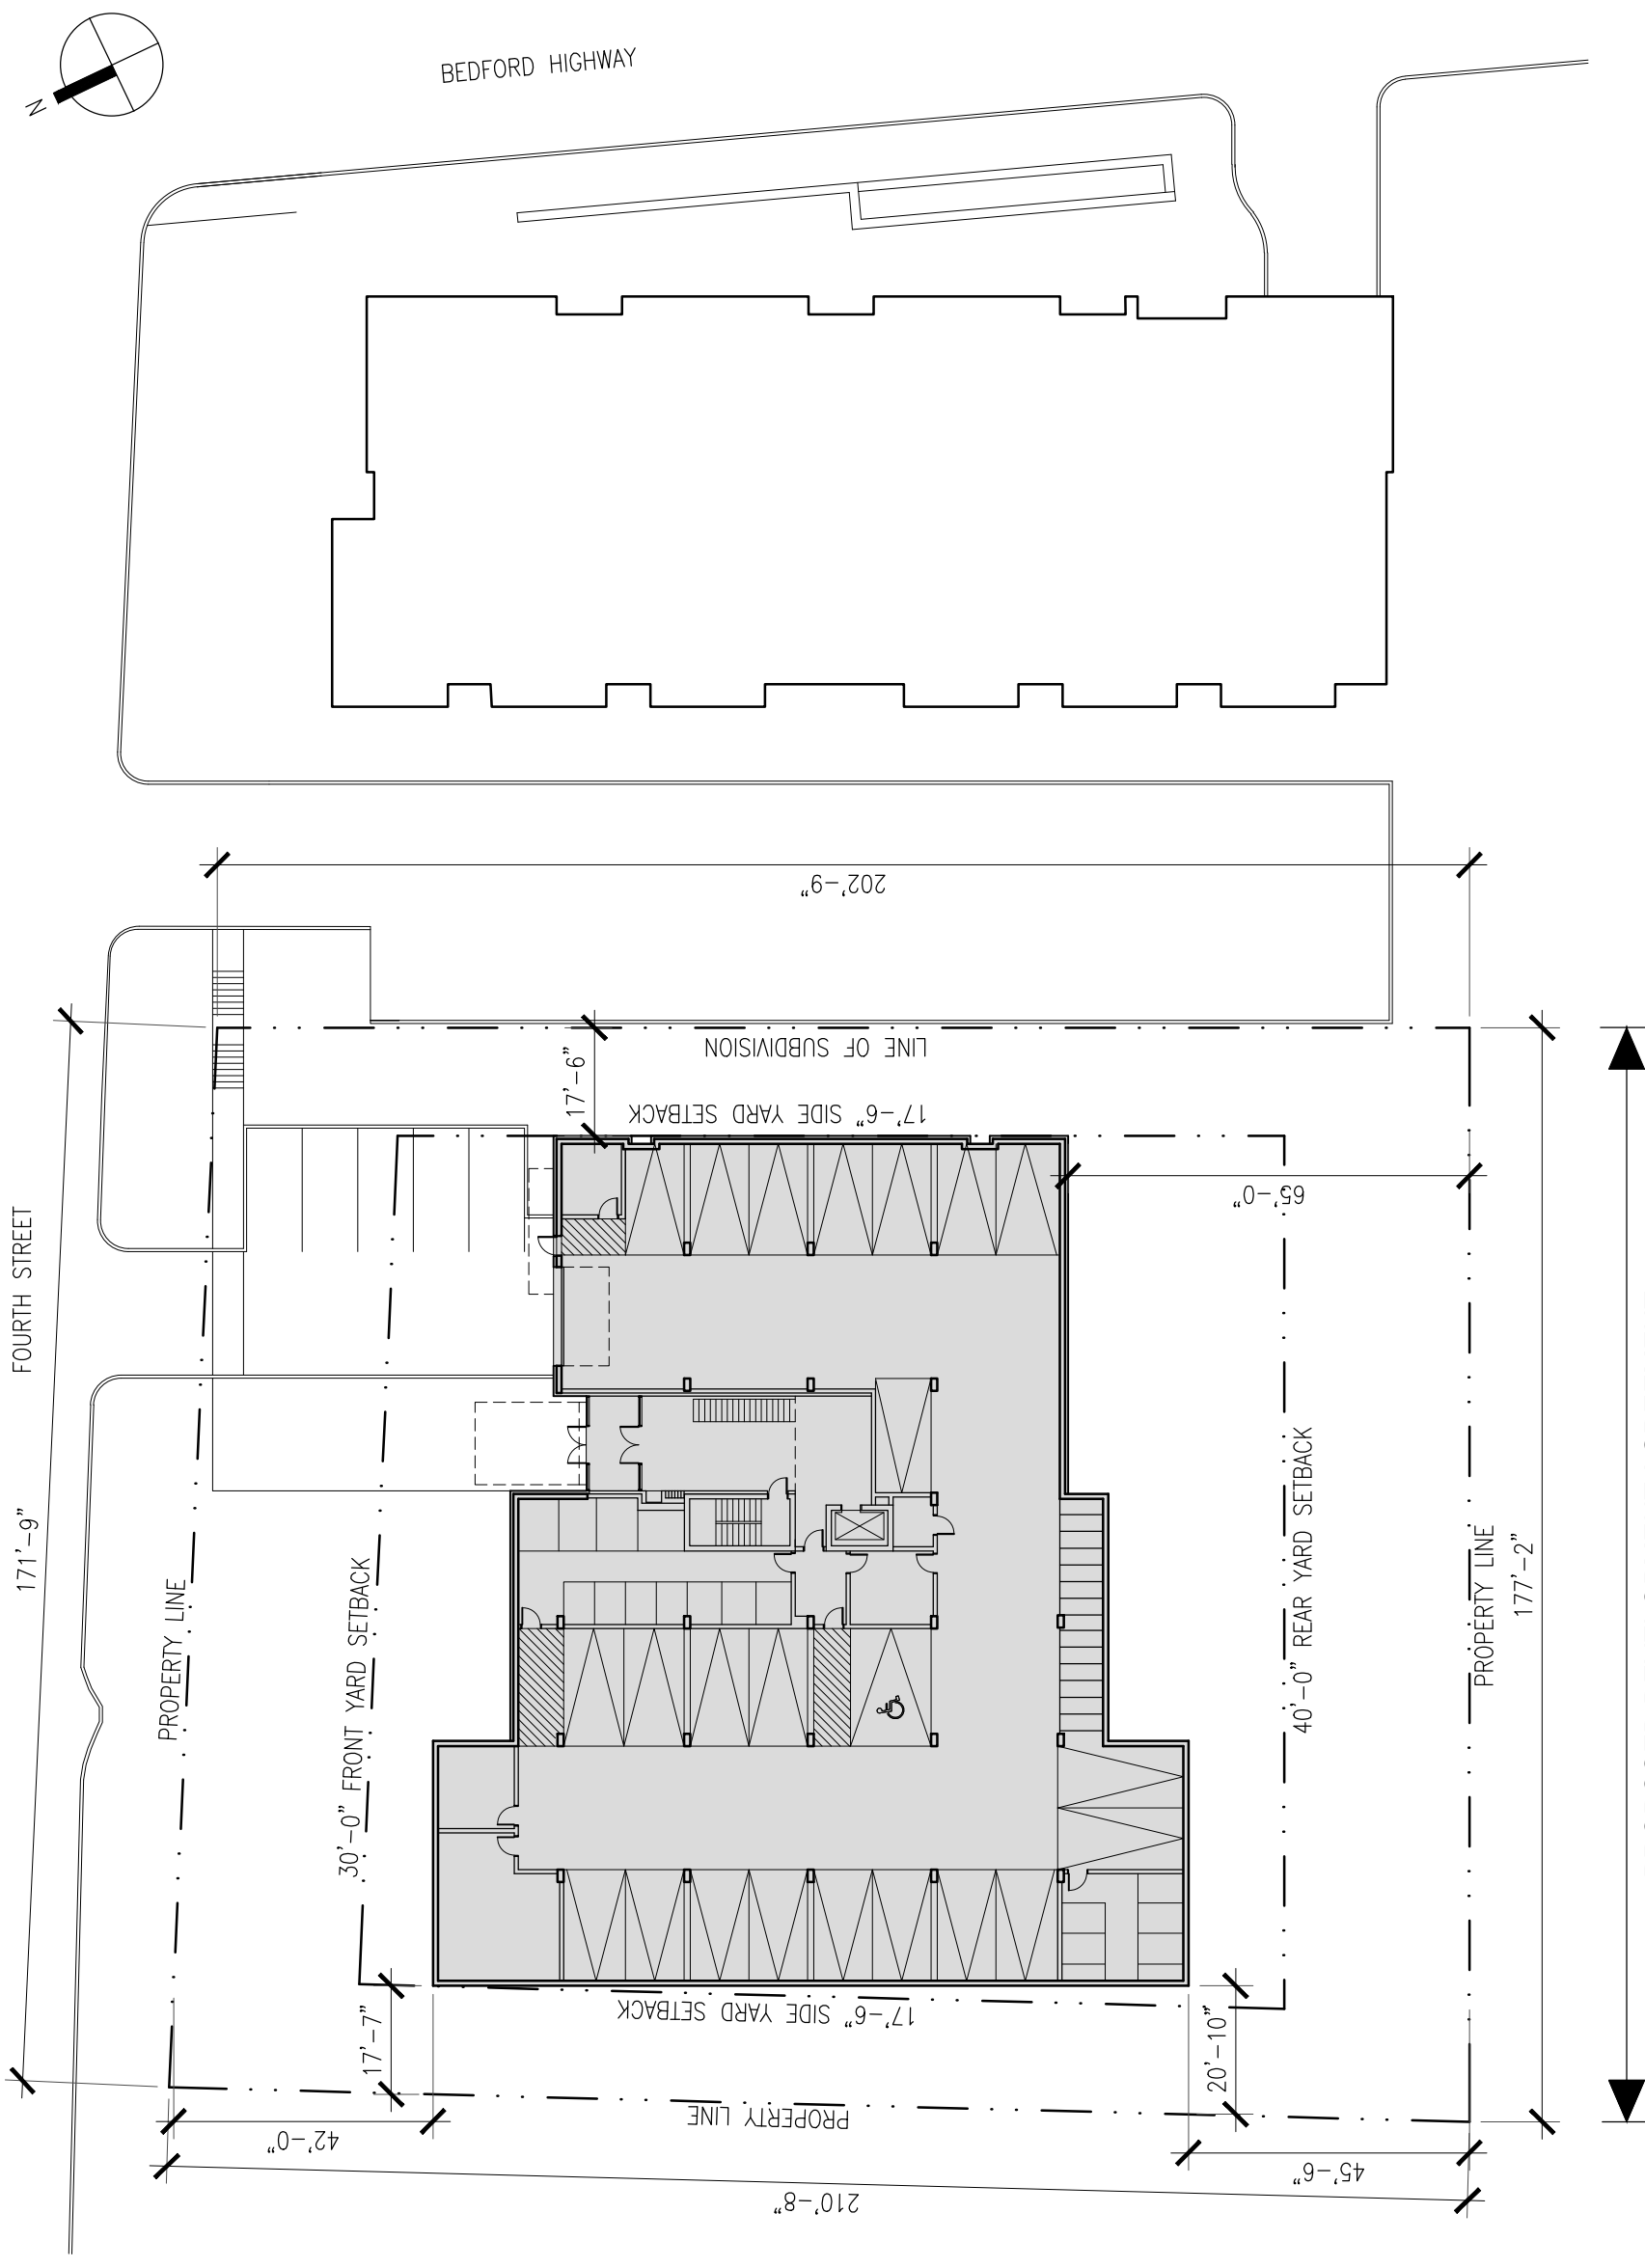 N
BEDFORD HIGHWAY
202'-9"
LINE OF SUBDIVISION
17'-6"
17'-6" SIDE YARD SETBACK
65'-0"
FOURTH STREET
171'-9"
PROPERTY LINE
30'-0" FRONT YARD SETBACK
40'-0" REAR YARD SETBACK
PROPERTY LINE
177'-2"
17'-6" SIDE YARD SETBACK
17'-7"
20'-10"
PROPERTY LINE
42'-0"
45'-6"
210'-8"